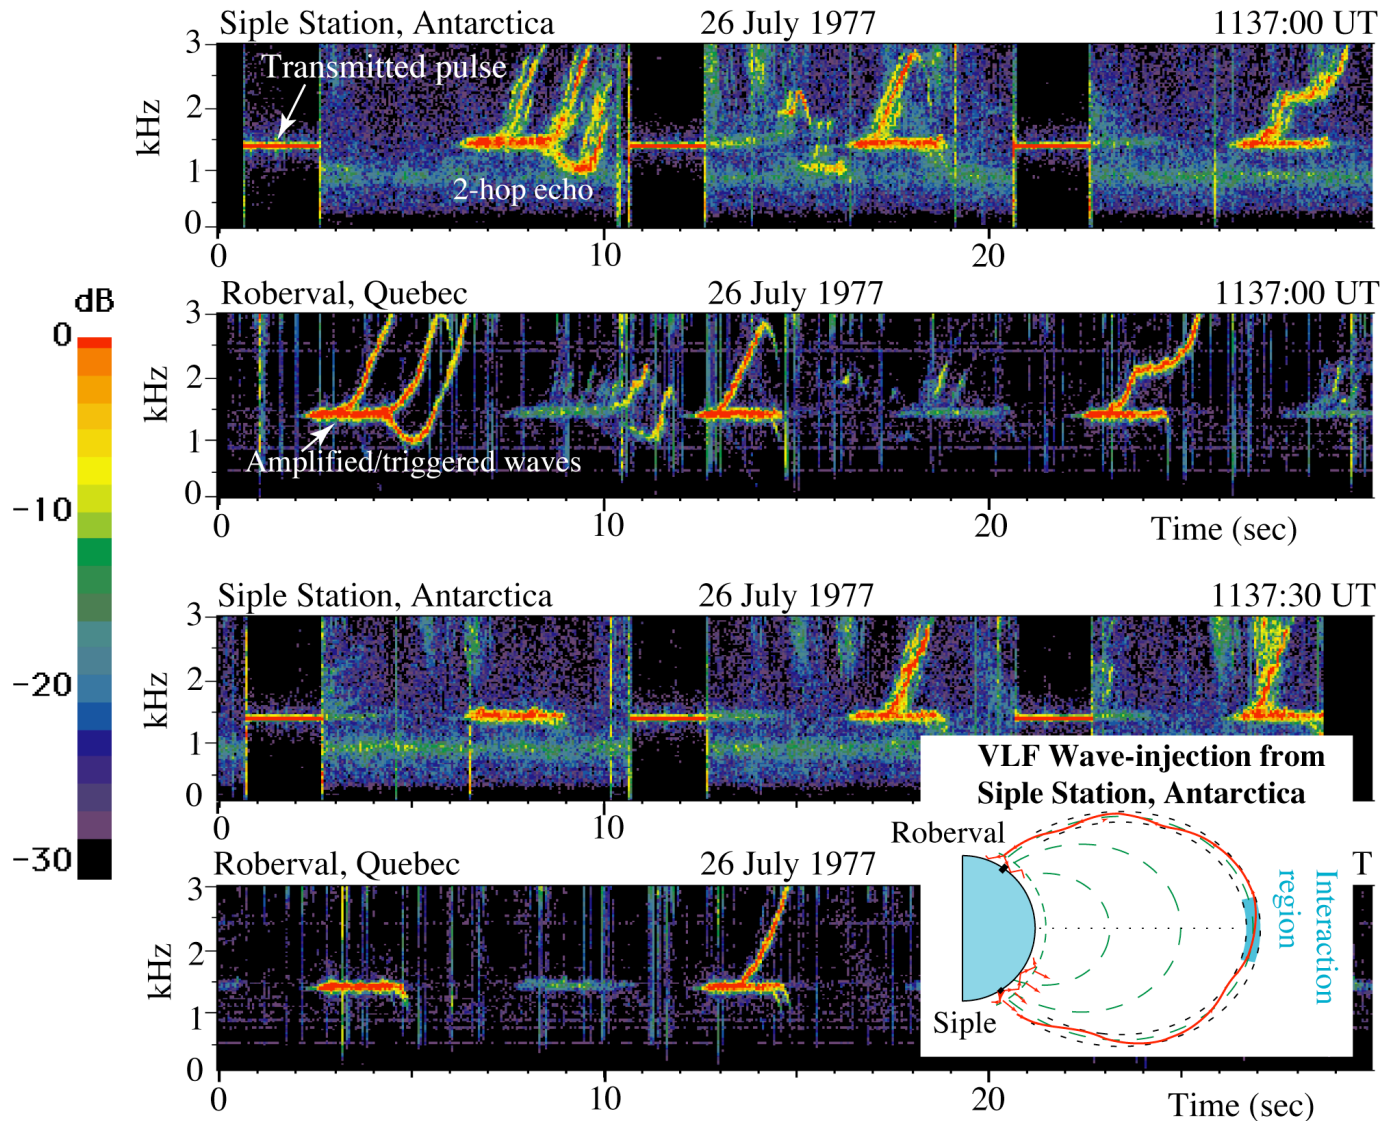 Siple Station, Antarctica 26 July 1977 1137:00 UT
3
Transmitted pulse
2
kHz
1
2-hop echo
0
0 10 20
Roberval, Quebec 26 July 1977 1137:00 UT
dB
0
-10
-20
-30
3
2
kHz
1
Amplified/triggered waves
0
0 10 20 Time (sec)
Siple Station, Antarctica 26 July 1977 1137:30 UT
3
2
kHz
1
0
0 10
VLF Wave-injection from
Siple Station, Antarctica
Roberval
Interaction
region
Siple
Roberval, Quebec 26 July 1977 T
3
2
kHz
1
0
0 10 20 Time (sec)